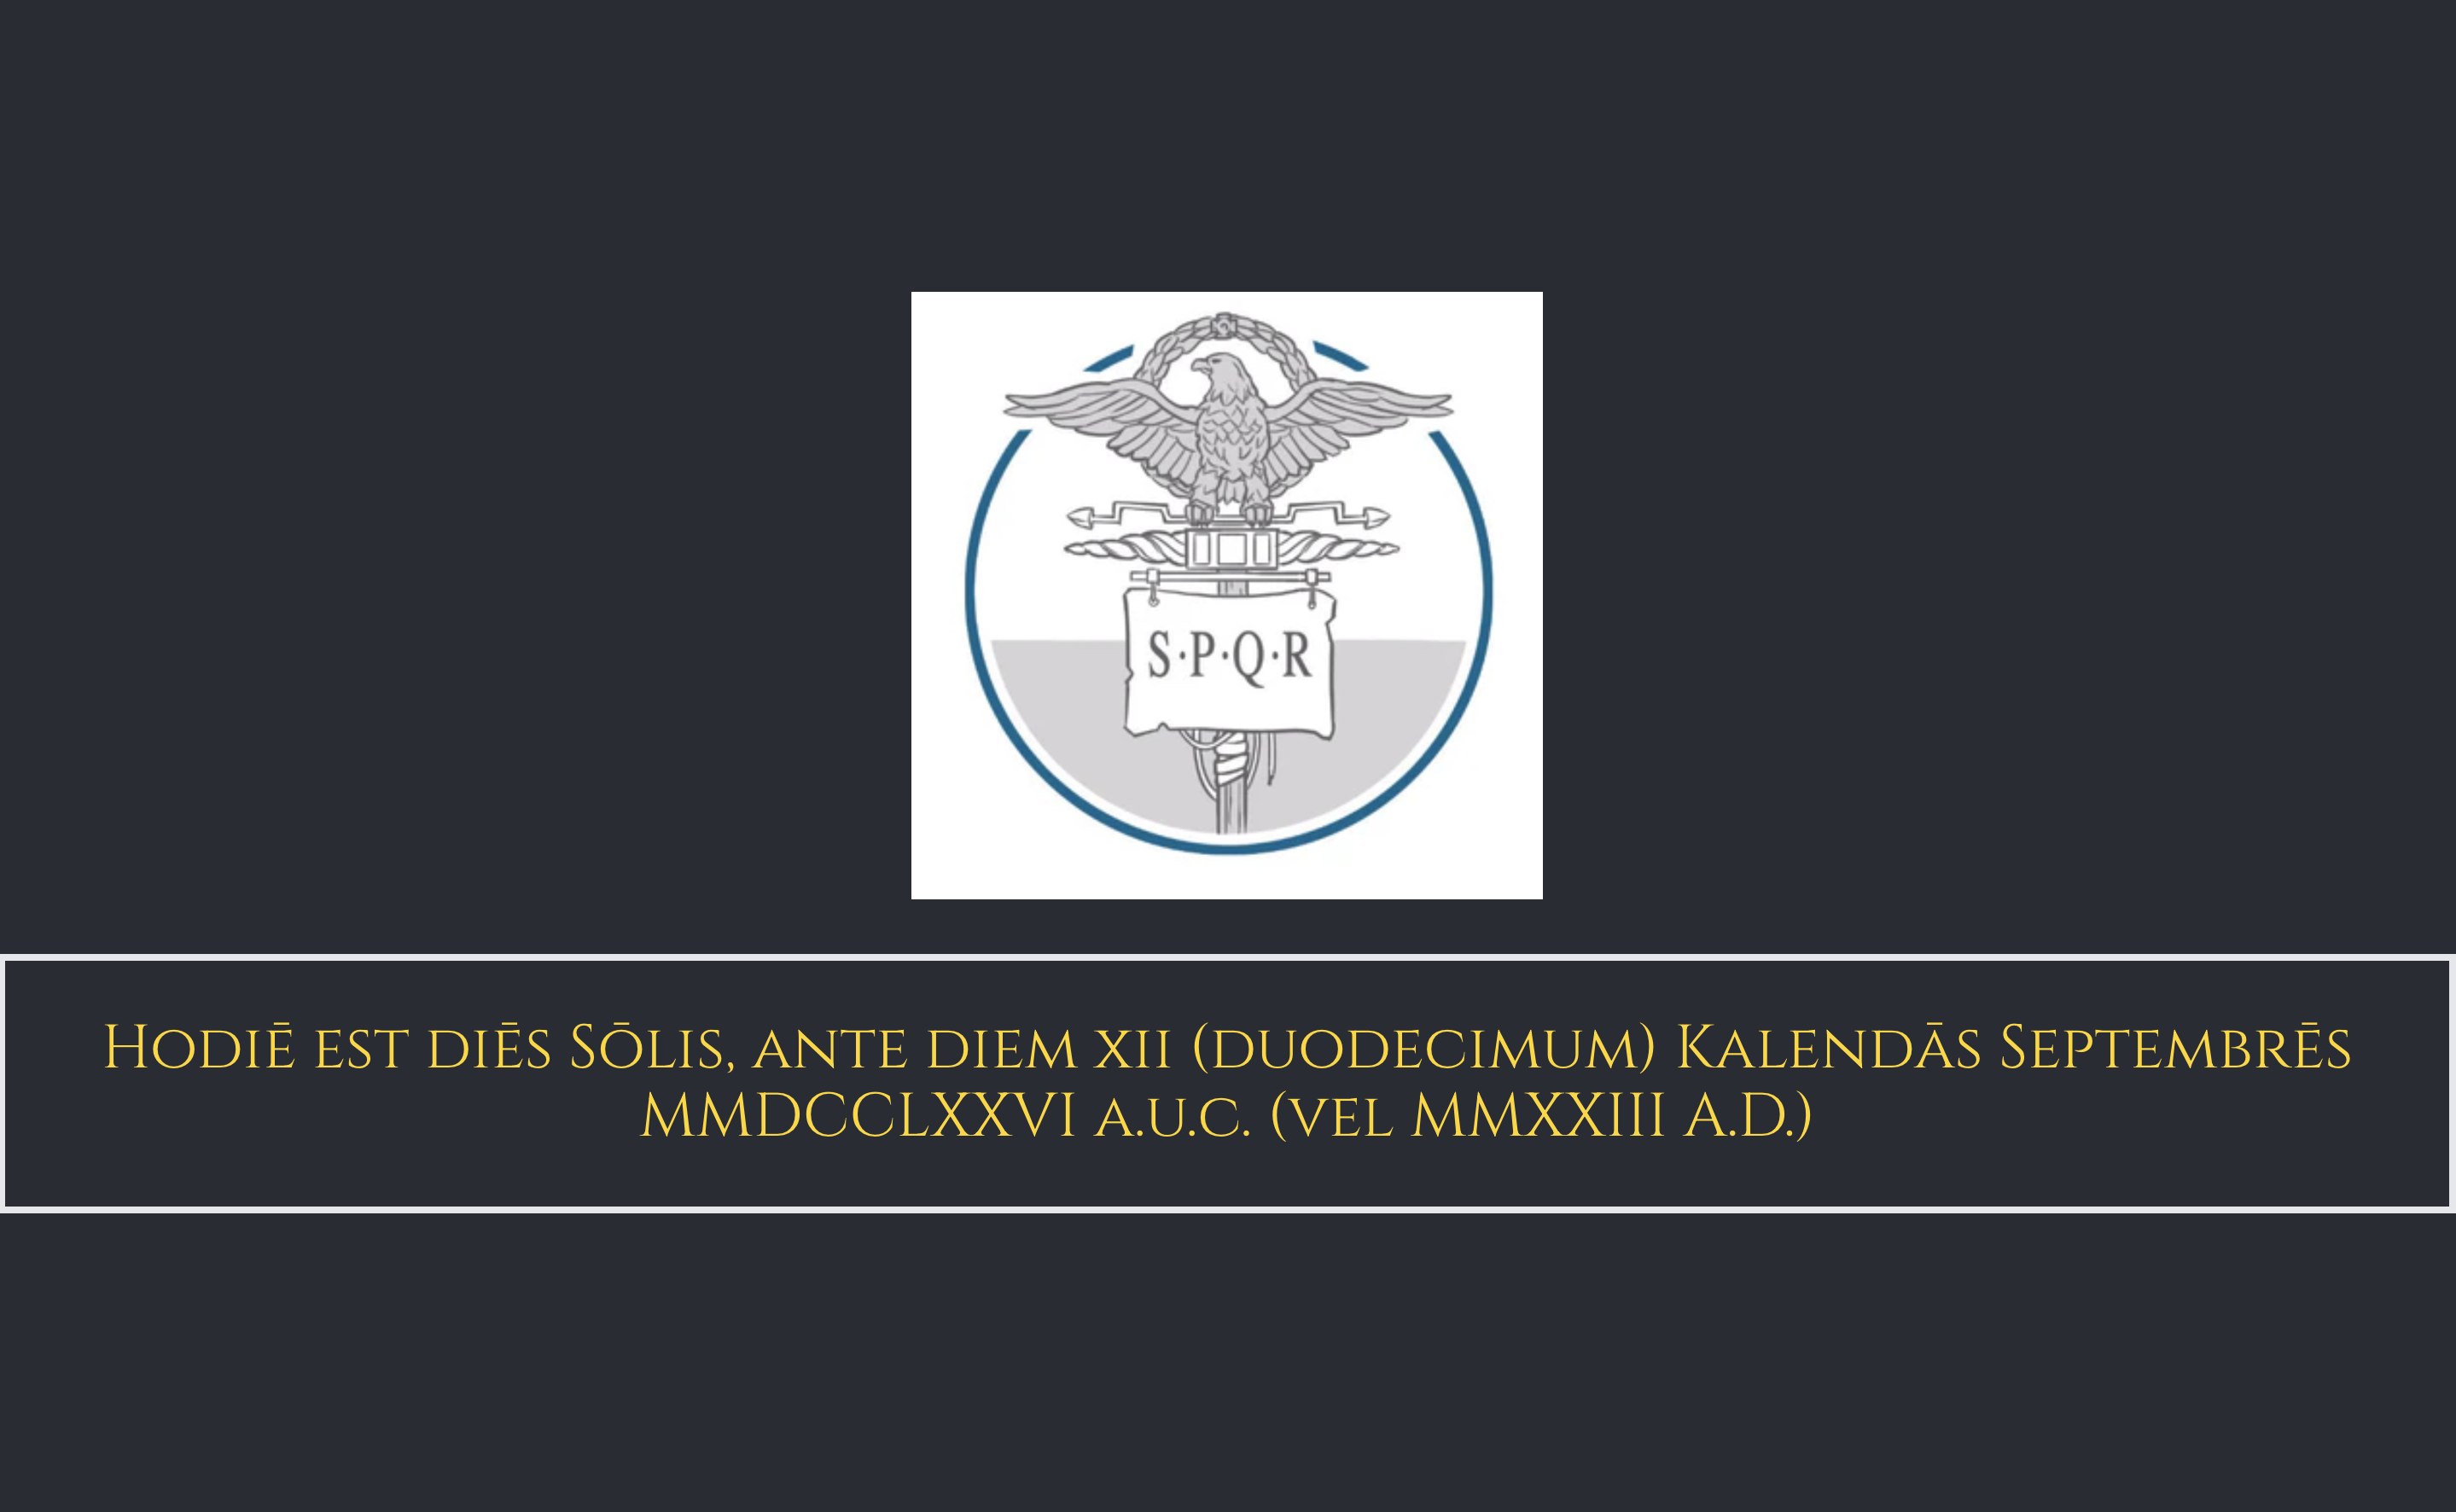 S·P·Q·R
Hodiē est diēs Sōlis, ante diem xii (duodecimum) Kalendās Septembrēs
MMDCCLXXVI a.u.c. (vel MMXXIII A.D.)